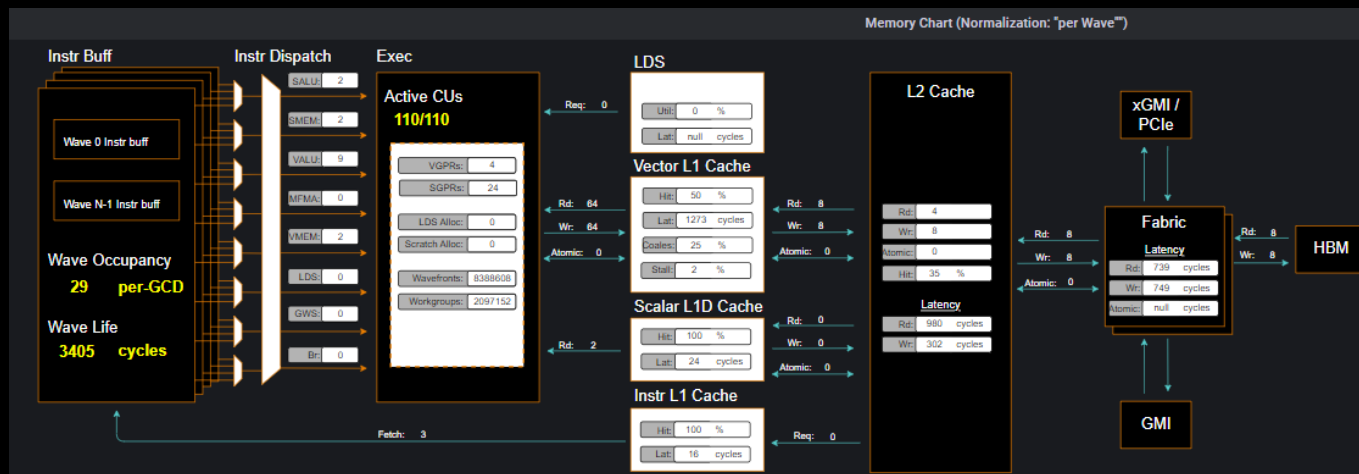 Memory Chart (Normalization: "per Wave"")
Instr Buff
Wave 0 Instr buff
Wave N-1 Instr buff
Wave Occupancy
29 per-GCD
Wave Life
3405 cycles
Instr Dispatch
SALU: 2
SMEM: 2
VALU: 9
MFMA: 0
VMEM: 2
LDS: 0
GWS: 0
Br: 0
Exec
Active CUs
110/110
VGPRs: 4
SGPRs: 24
LDS Alloc: 0
Scratch Alloc: 0
Wavefronts: 8388608
Workgroups: 2097152
Req: 0
Rd: 64
Wr: 64
Atomic: 0
Rd: 2
Fetch: 3
LDS
Util: 0 %
Lat: null cycles
Vector L1 Cache
Hit: 50 %
Lat: 1273 cycles
Coales: 25 %
Stall: 2 %
Scalar L1D Cache
Hit: 100 %
Lat: 24 cycles
Instr L1 Cache
Hit: 100 %
Lat: 16 cycles
Rd: 8
Wr: 8
Atomic: 0
Rd: 0
Wr: 0
Atomic: 0
Req: 0
L2 Cache
Rd: 4
Wr: 8
Atomic: 0
Hit: 35 %
Latency
Rd: 980 cycles
Wr: 302 cycles
Rd: 8
Wr: 8
Atomic: 0
xGMI /
PCIe
Fabric
Latency
Rd: 739 cycles
Wr: 749 cycles
Atomic: null cycles
GMI
Rd: 8
Wr: 8
HBM